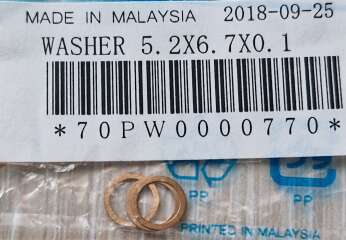 MADE IN MALAYSIA 2018-09-25
WASHER 5.2X6.7X0.1
*70PW0000770*
PP
PP
PRINTED IN MALAYSIA